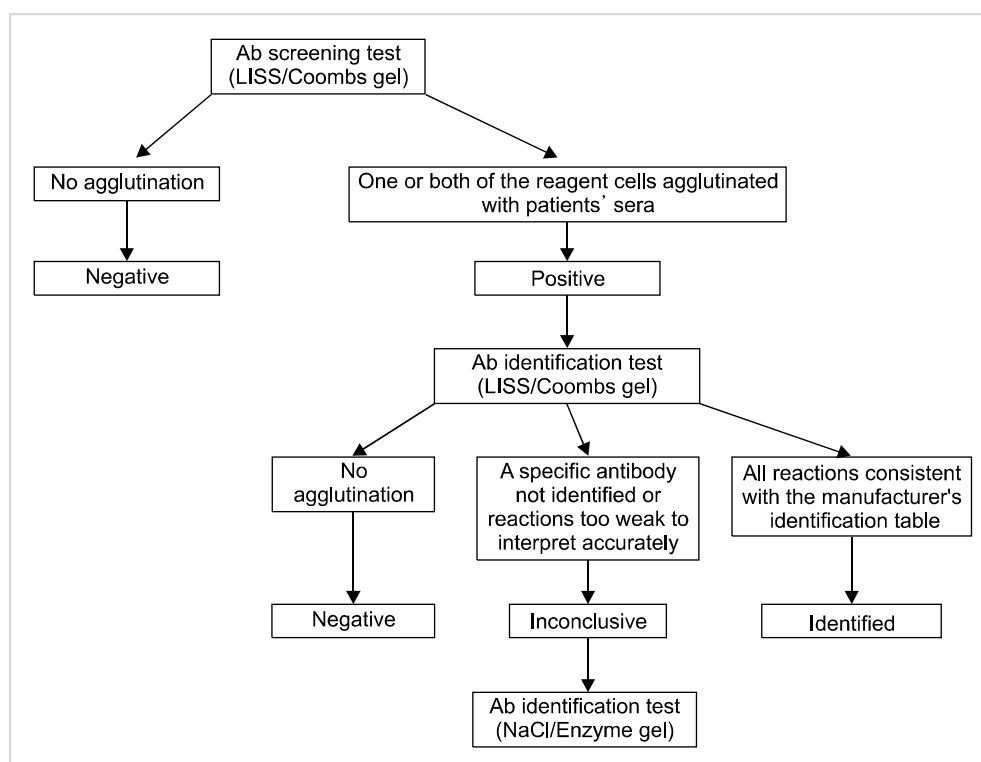 Ab screening test
(LISS/Coombs gel)
No agglutination
One or both of the reagent cells agglutinated
with patients’ sera
Negative
Positive
Ab identification test
(LISS/Coombs gel)
No
agglutination
A specific antibody
not identified or
reactions too weak to
interpret accurately
All reactions consistent
with the manufacturer's
identification table
Negative
Inconclusive
Identified
Ab identification test
(NaCl/Enzyme gel)